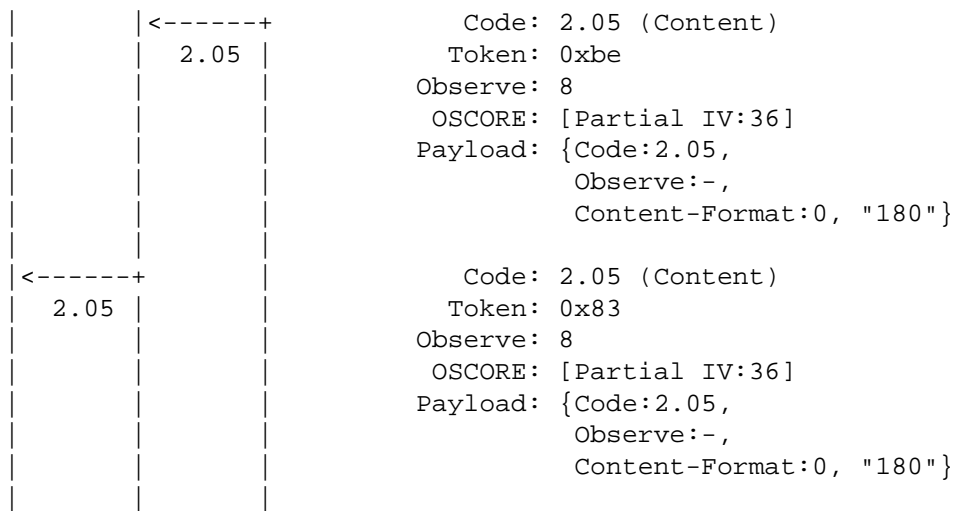 |       |<------+            Code: 2.05 (Content)
|       |  2.05 |           Token: 0xbe
|       |       |         Observe: 8
|       |       |          OSCORE: [Partial IV:36]
|       |       |         Payload: {Code:2.05,
|       |       |                   Observe:-,
|       |       |                   Content-Format:0, "180"}
|       |       |
|<------+       |            Code: 2.05 (Content)
|  2.05 |       |           Token: 0x83
|       |       |         Observe: 8
|       |       |          OSCORE: [Partial IV:36]
|       |       |         Payload: {Code:2.05,
|       |       |                   Observe:-,
|       |       |                   Content-Format:0, "180"}
|       |       |